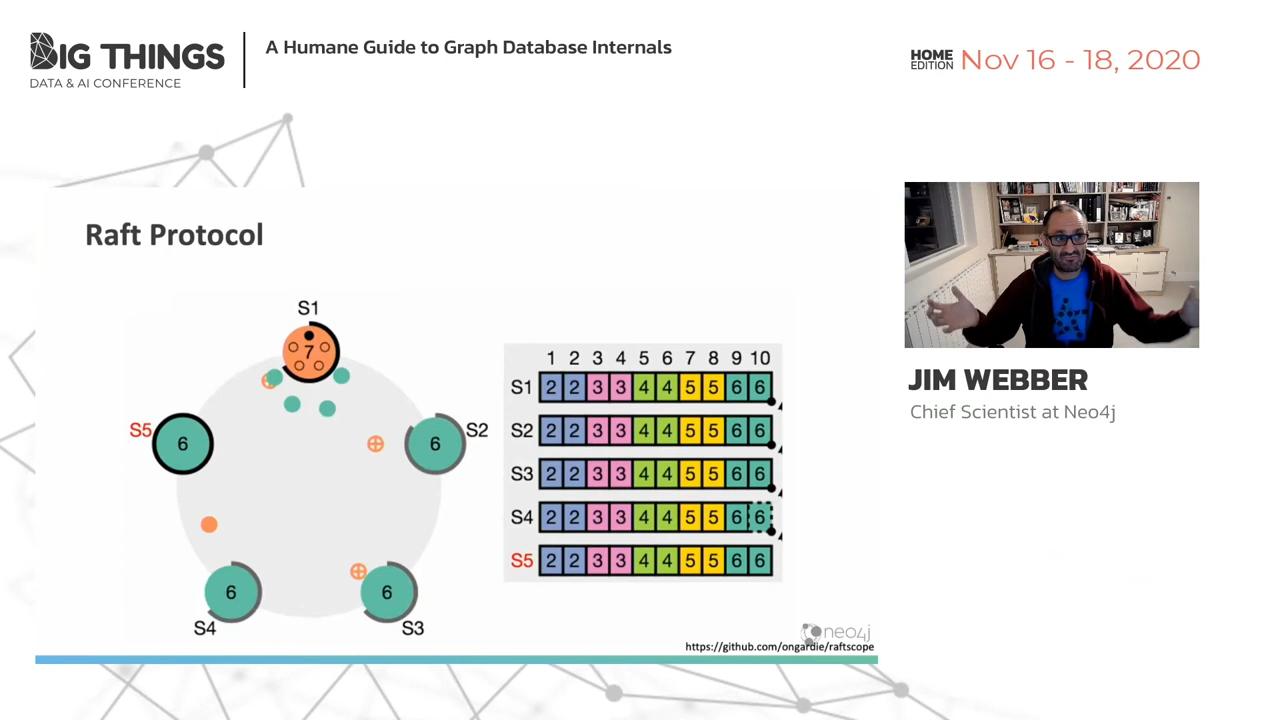 BIG THINGS
DATA & AI CONFERENCE
A Humane Guide to Graph Database Internals
HOME
EDITION
Nov 16 - 18, 2020
Raft Protocol
S1
7
S5
6
6
S2
6
S4
6
S3
1 2 3 4 5 6 7 8 9 10
S1 2 2 3 3 4 4 5 5 6 6
S2 2 2 3 3 4 4 5 5 6 6
S3 2 2 3 3 4 4 5 5 6 6
S4 2 2 3 3 4 4 5 5 6 6
S5 2 2 3 3 4 4 5 5 6 6
neo4j
https://github.com/ongardie/raftscope
JIM WEBBER
Chief Scientist at Neo4j